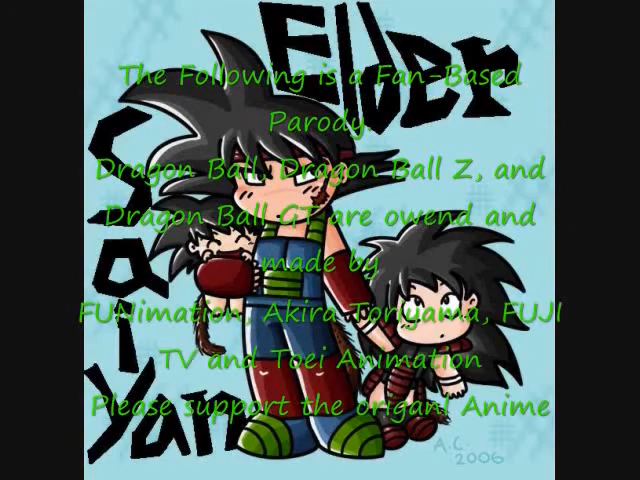 Elder
The Following is a Fan-Based
Parody.
Dragon Ball, Dragon Ball Z, and
Dragon Ball GT are owend and
made by
FUNimation, Akira Toriyama, FUJI
TV and Toei Animation
Please support the riganl Anime
Saiyan
A.C.
2006